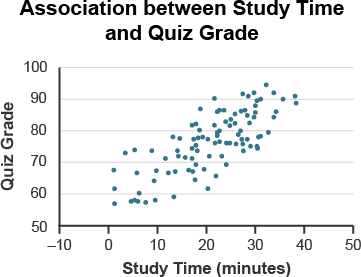 Association between Study Time
and Quiz Grade
100
90
80
70
60
50
Quiz Grade
–10 0 10 20 30 40 50
Study Time (minutes)